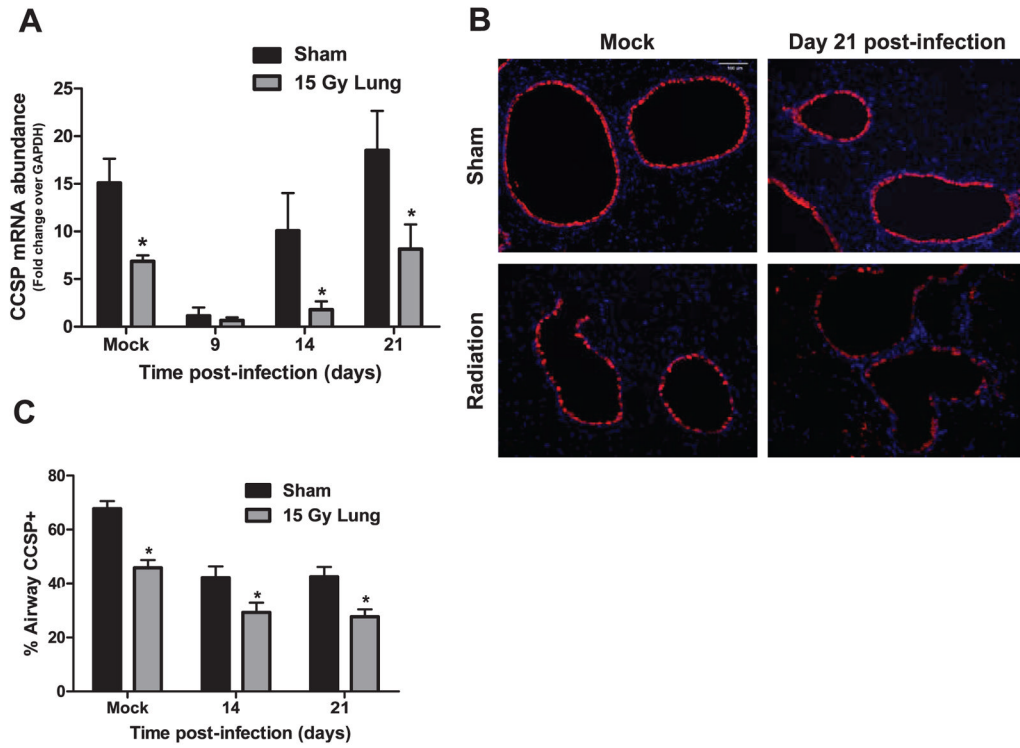 A
Sham
15 Gy Lung
CCSP mRNA abundance
(Fold change over GAPDH)
25
20
15
10
5
0
Mock 9 14 21
Time post-infection (days)
B
Mock Day 21 post-infection
Sham
Radiation
*
*
*
C
Sham
15 Gy Lung
% Airway CCSP+
80
60
40
20
0
*
*
*
Mock 14 21
Time post-infection (days)